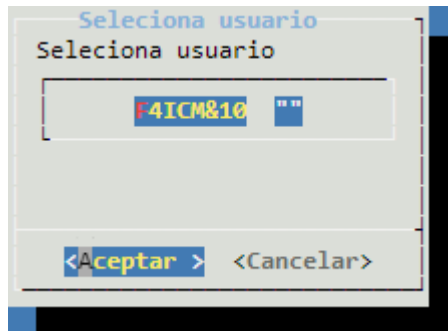 Seleciona usuario
Seleciona usuario
F4ICM&10 ""
<Aceptar > <Cancelar>